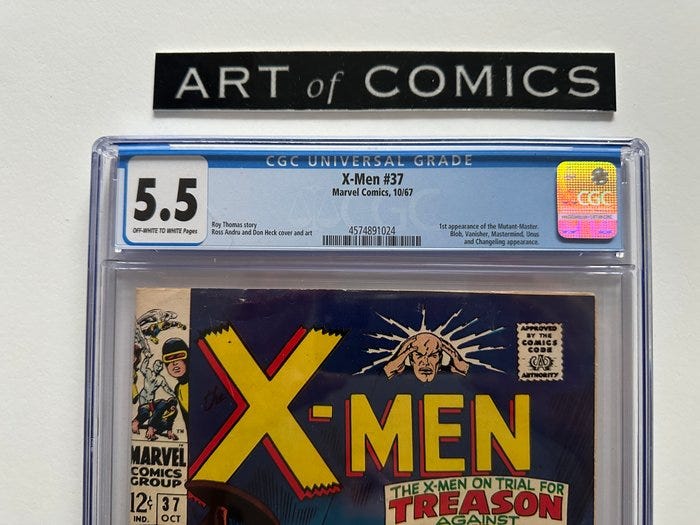 ART of COMICS
CGC UNIVERSAL GRADE
5.5
OFF-WHITE TO WHITE Pages
X-Men #37
Marvel Comics, 10/67
Roy Thomas story
Ross Andru and Don Heck cover and art
4574891024
1st appearance of the Mutant-Master.
Blob, Vanisher, Mastermind, Unus
and Changeling appearance.
CGC
the
X-MEN
APPROVED
BY THE
COMICS
CODE
AUTHORITY
MARVEL
COMICS
GROUP
12¢
IND.
37
OCT
THE X-MEN ON TRIAL FOR
TREASON
AGAINST